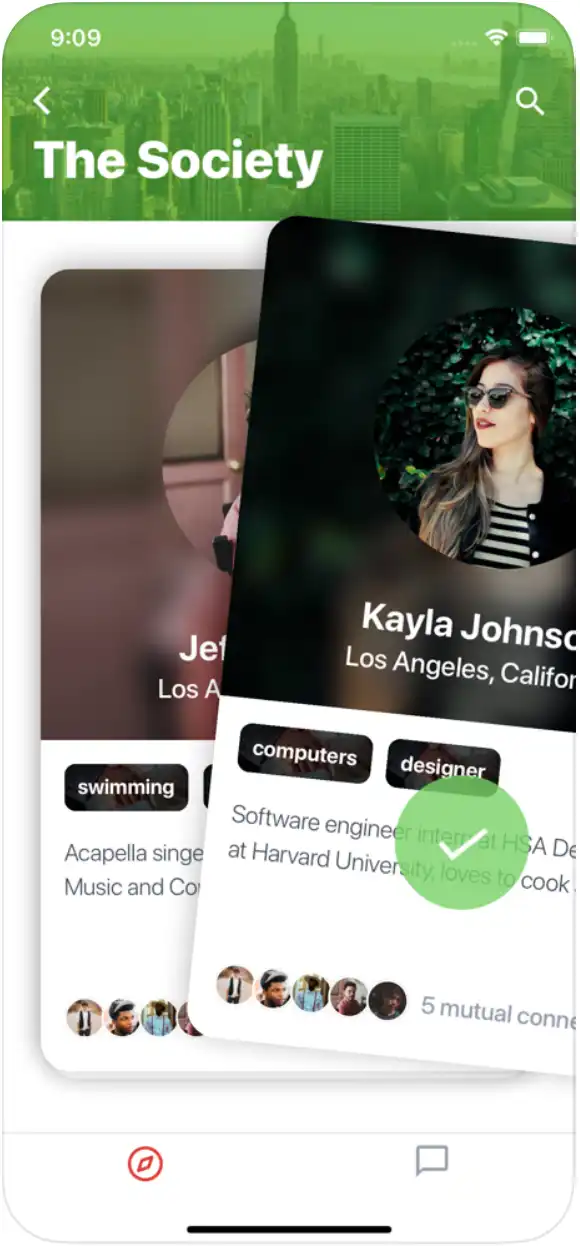 9:09
The Society
Kayla Johnso
Los Angeles, Califor
computers
designer
Software engineer intern at HSA De
at Harvard University, loves to cook
5 mutual conne
Jef
Los A
swimming
Acapella singe
Music and Co